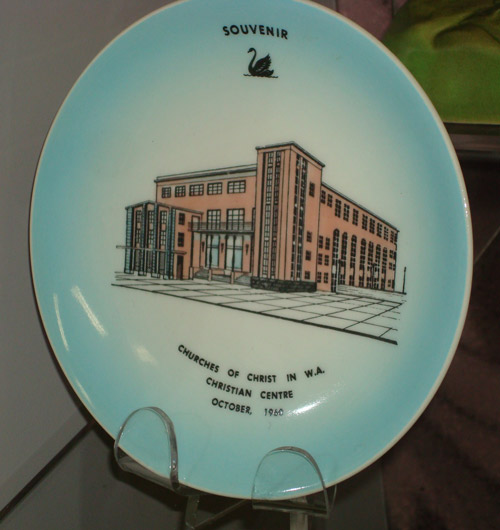 SOUVENIR
CHURCHES OF CHRIST IN W.A.
CHRISTIAN CENTRE
OCTOBER, 1960